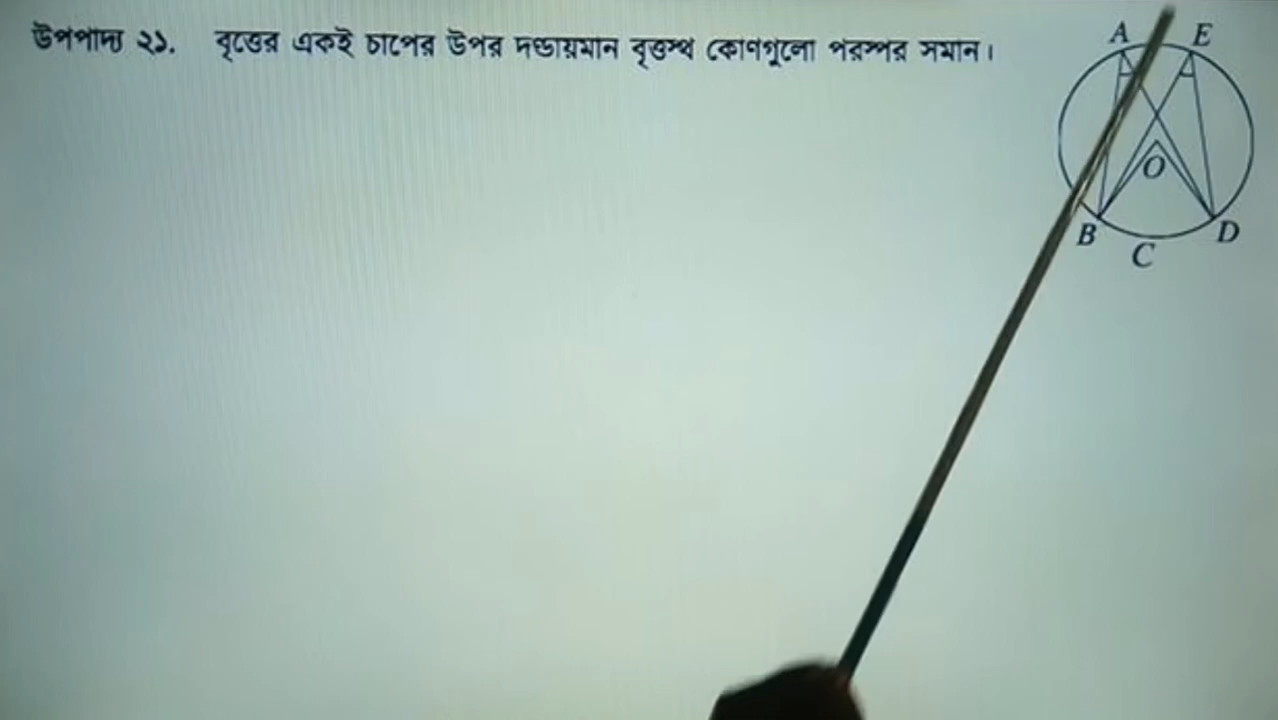 উপপাদ্য ২১. বৃত্তের একই চাপের উপর দণ্ডায়মান বৃত্তস্থ কোণগুলো পরস্পর সমান।
A E
O
B D
C